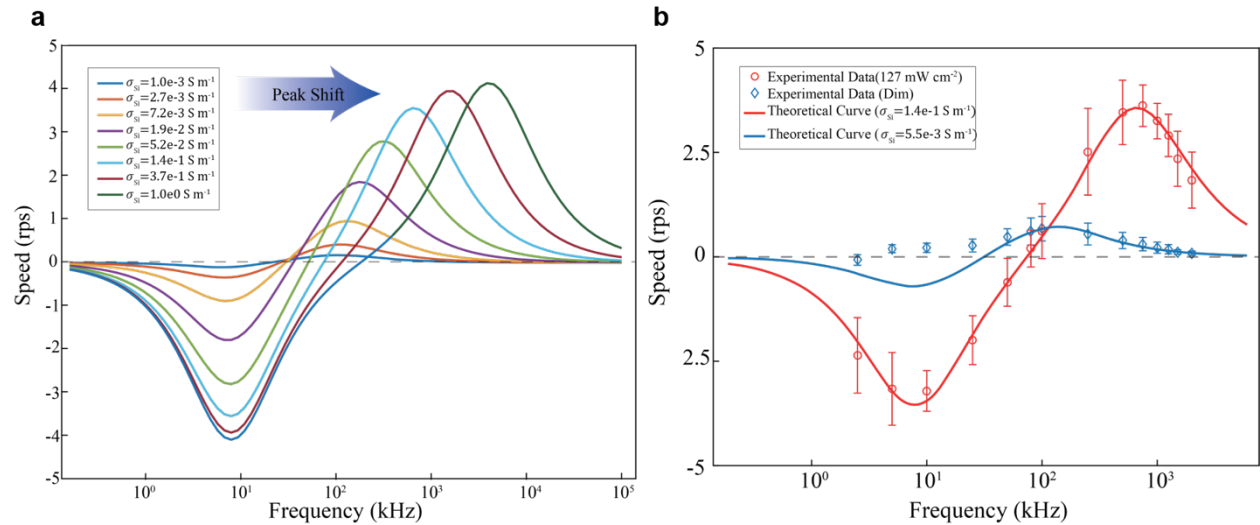 a
5
4
3
2
1
0
-1
-2
-3
-4
-5
Speed (rps)
σSi=1.0e-3 S m⁻¹
σSi=2.7e-3 S m⁻¹
σSi=7.2e-3 S m⁻¹
σSi=1.9e-2 S m⁻¹
σSi=5.2e-2 S m⁻¹
σSi=1.4e-1 S m⁻¹
σSi=3.7e-1 S m⁻¹
σSi=1.0e0 S m⁻¹
Peak Shift
10⁰ 10¹ 10² 10³ 10⁴ 10⁵
Frequency (kHz)
b
5
2.5
0
2.5
-5
Speed (rps)
Experimental Data(127 mW cm⁻²)
Experimental Data (Dim)
Theoretical Curve (σSi=1.4e-1 S m⁻¹)
Theoretical Curve (σSi=5.5e-3 S m⁻¹)
10⁰ 10¹ 10² 10³
Frequency (kHz)